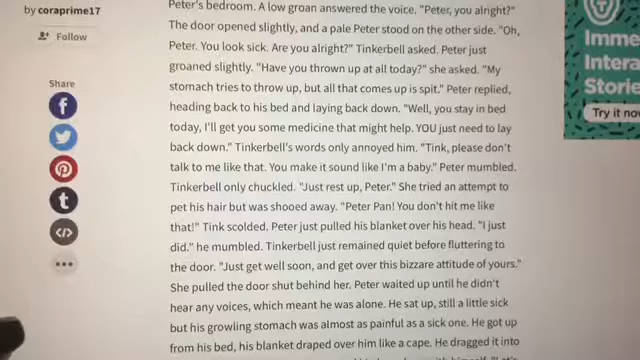 by coraprime17
Follow
Share
Peter's bedroom. A low groan answered the voice. "Peter, you alright?"
The door opened slightly, and a pale Peter stood on the other side. "Oh,
Peter. You look sick. Are you alright?" Tinkerbell asked. Peter just
groaned slightly. "Have you thrown up at all today?" she asked. "My
stomach tries to throw up, but all that comes up is spit." Peter replied,
heading back to his bed and laying back down. "Well, you stay in bed
today, I'll get you some medicine that might help. YOU just need to lay
back down." Tinkerbell's words only annoyed him. "Tink, please don't
talk to me like that. You make it sound like I'm a baby." Peter mumbled.
Tinkerbell only chuckled. "Just rest up, Peter." She tried an attempt to
pet his hair but was shooed away. "Peter Pan! You don't hit me like
that!" Tink scolded. Peter just pulled his blanket over his head. "I just
did." he mumbled. Tinkerbell just remained quiet before fluttering to
the door. "Just get well soon, and get over this bizzare attitude of yours."
She pulled the door shut behind her. Peter waited up until he didn't
hear any voices, which meant he was alone. He sat up, still a little sick
but his growling stomach was almost as painful as a sick one. He got up
from his bed, his blanket draped over him like a cape. He dragged it into
Imme
Intera
Storie
Try it no